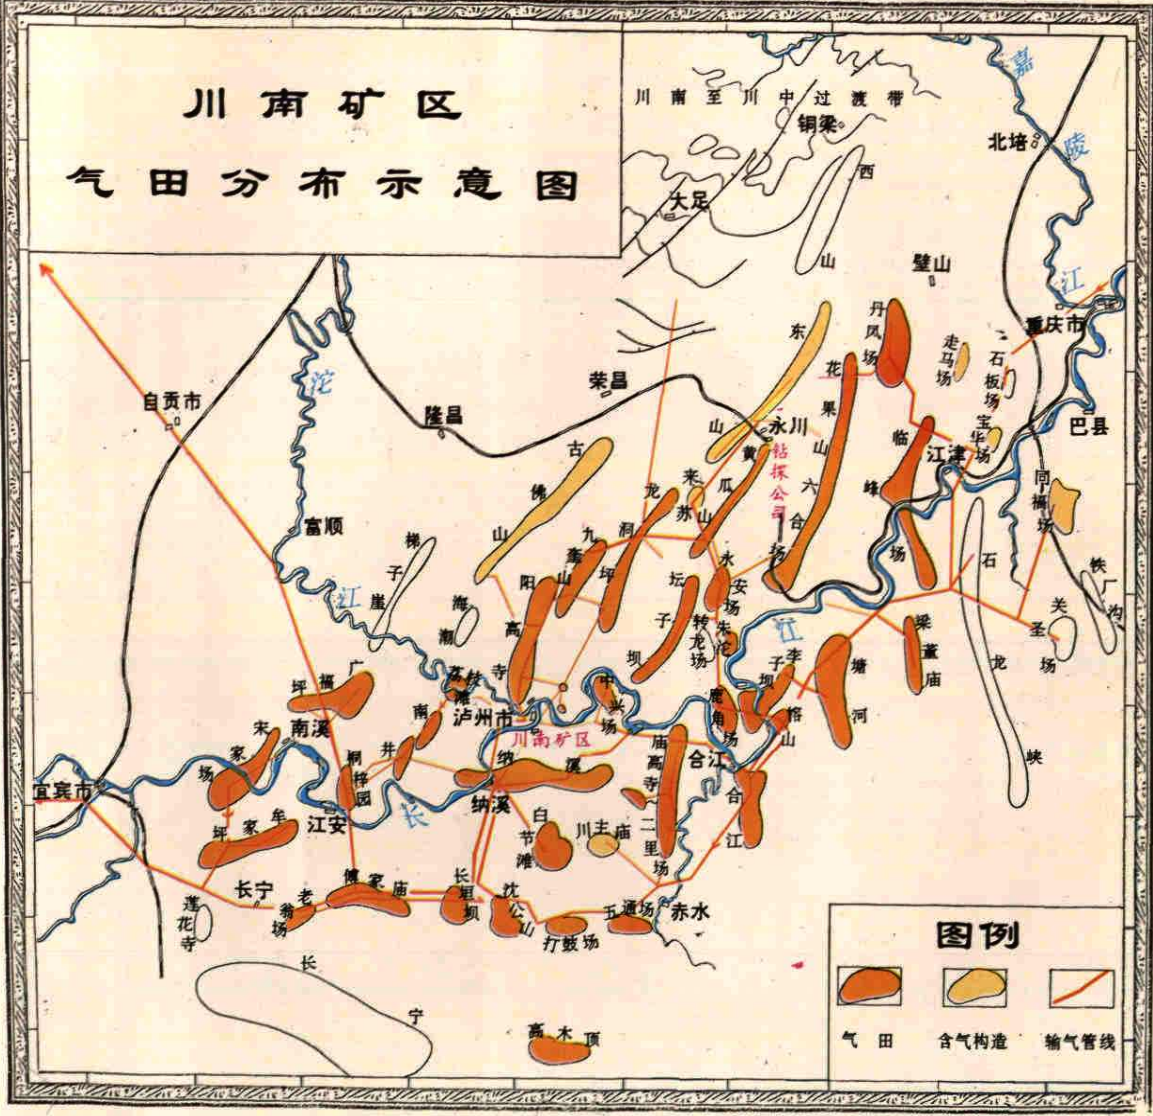 川南矿区
气田分布示意图
川南至川中过渡带
铜梁
大足
西山
北培
嘉陵江
璧山
重庆市
巴县
丹凤场
走马场
石板场
宝华场
江津
同福场
铁厂沟
关圣场
石龙峡
东山
永川
钻探公司
花果山
六合场
临峰场
荣昌
隆昌
自贡市
富顺
沱江
古佛山
梯子崖
海潮
黄瓜山
来苏
龙洞坪
九奎山
阳高寺
坛子坝
永安场
朱沱
转龙场
江
梁董庙
塘河
李子坝
榕山
鹿角场
中兴场
合江
合江
庙高寺
二里场
荔枝滩
泸州市
川南矿区
纳溪
纳溪
南井
广福坪
桐梓园
南溪
宋家场
宜宾市
江安
长
牟家坪
白节滩
川主庙
长宁
莲花寺
老翁场
傅家庙
长垣坝
沈公山
打鼓场
五通场
赤水
长宁
高木顶
图例
气田
含气构造
输气管线